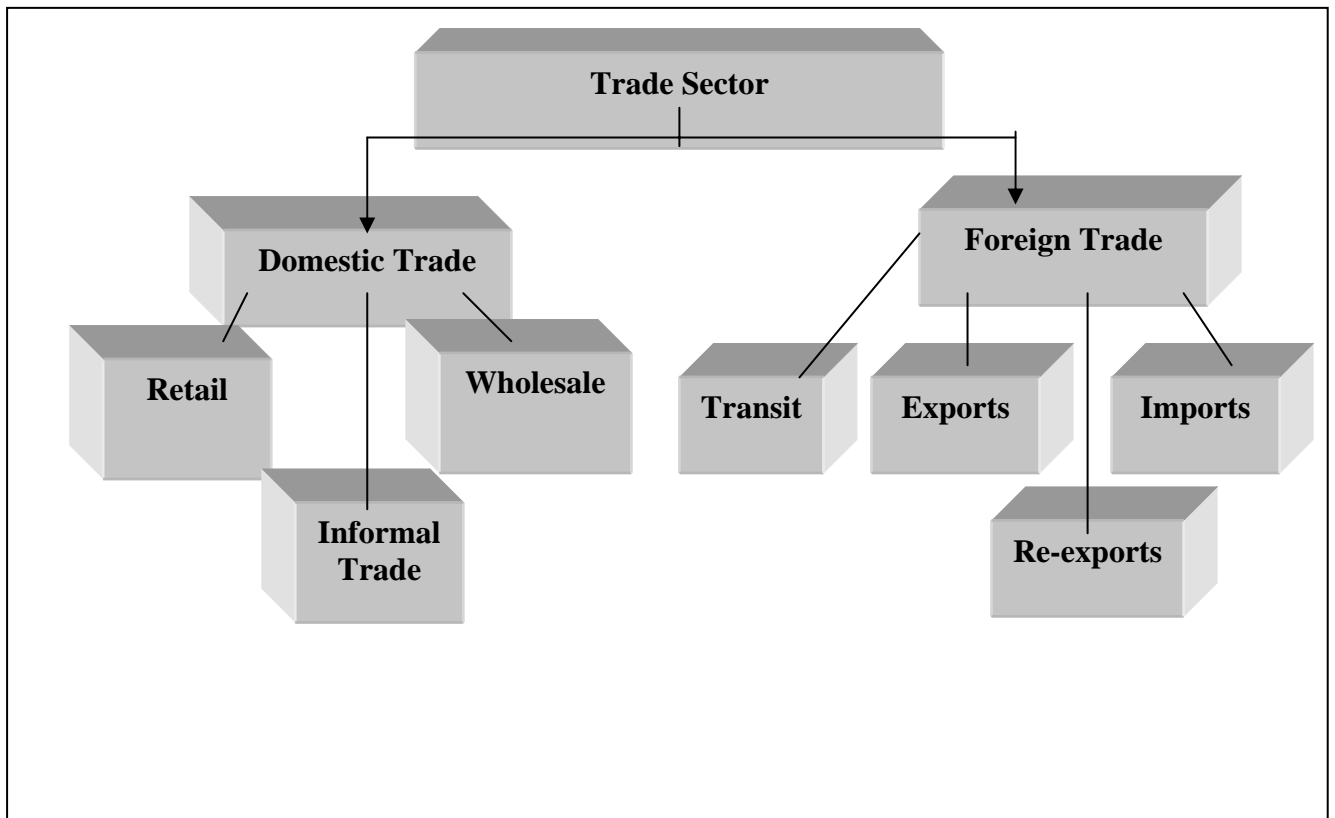 Trade Sector
Domestic Trade
Foreign Trade
Retail
Wholesale
Informal
Trade
Transit
Exports
Imports
Re-exports